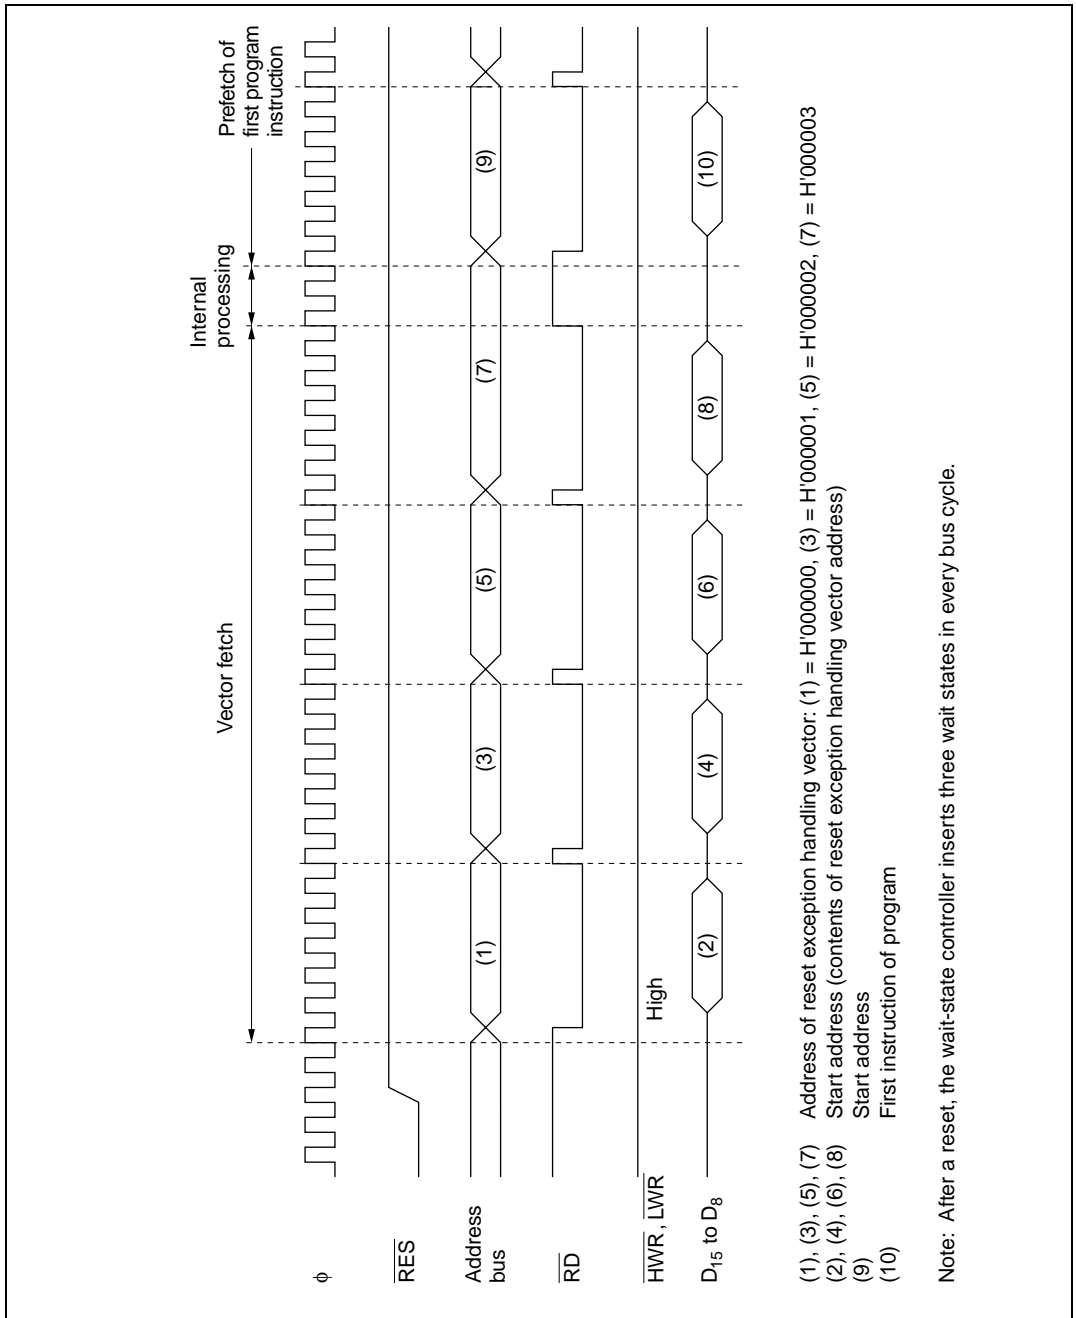 Vector fetch
Internal
processing
Prefetch of
first program
instruction
ϕ
RES
Address
bus
(1)
(3)
(5)
(7)
(9)
RD
HWR , LWR
High
D15 to D8
(2)
(4)
(6)
(8)
(10)
(1), (3), (5), (7) Address of reset exception handling vector: (1) = H'000000, (3) = H'000001, (5) = H'000002, (7) = H'000003
(2), (4), (6), (8) Start address (contents of reset exception handling vector address)
(9) Start address
(10) First instruction of program
Note: After a reset, the wait-state controller inserts three wait states in every bus cycle.